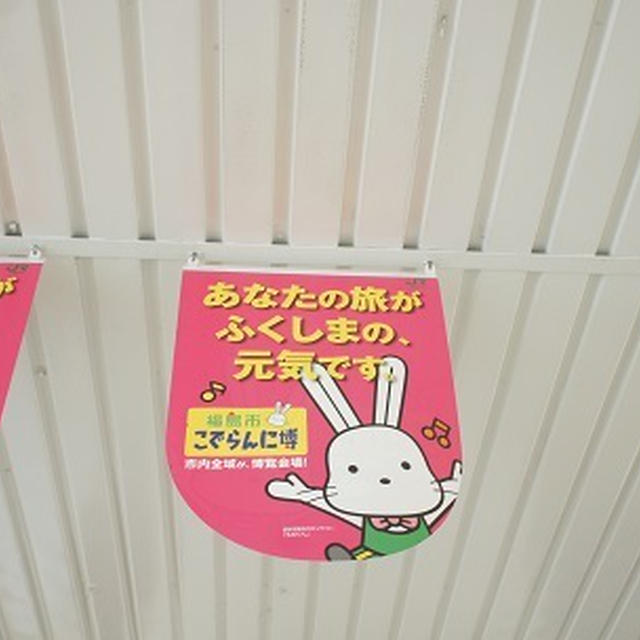 あなたの旅が
ふくしまの、
元気です。
福島市
こでらんに博
市内全域が、博覧会場!
が